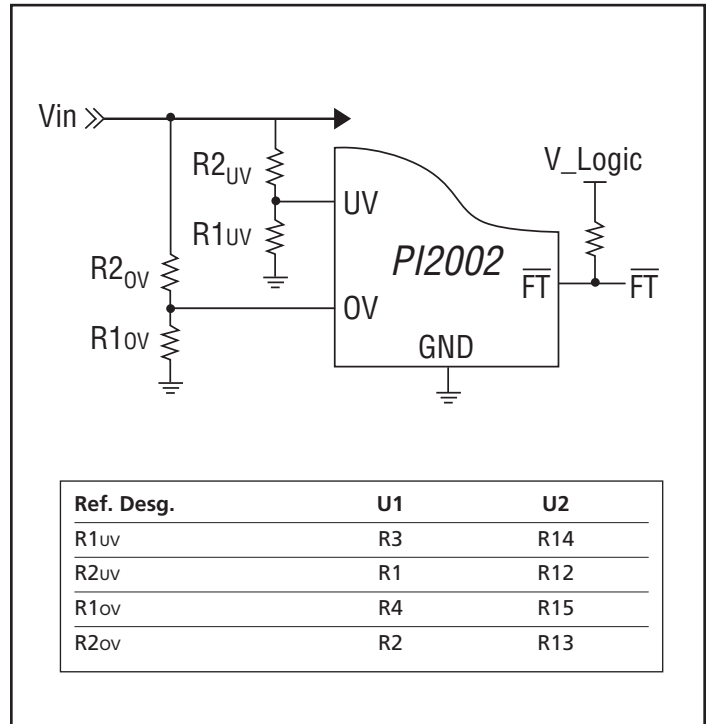 Vin
V_Logic
R2UV
UV
R1UV
PI2002
R2OV
FT
FT
OV
R1OV
GND
Ref. Desg. U1 U2
R1UV R3 R14
R2UV R1 R12
R1OV R4 R15
R2OV R2 R13